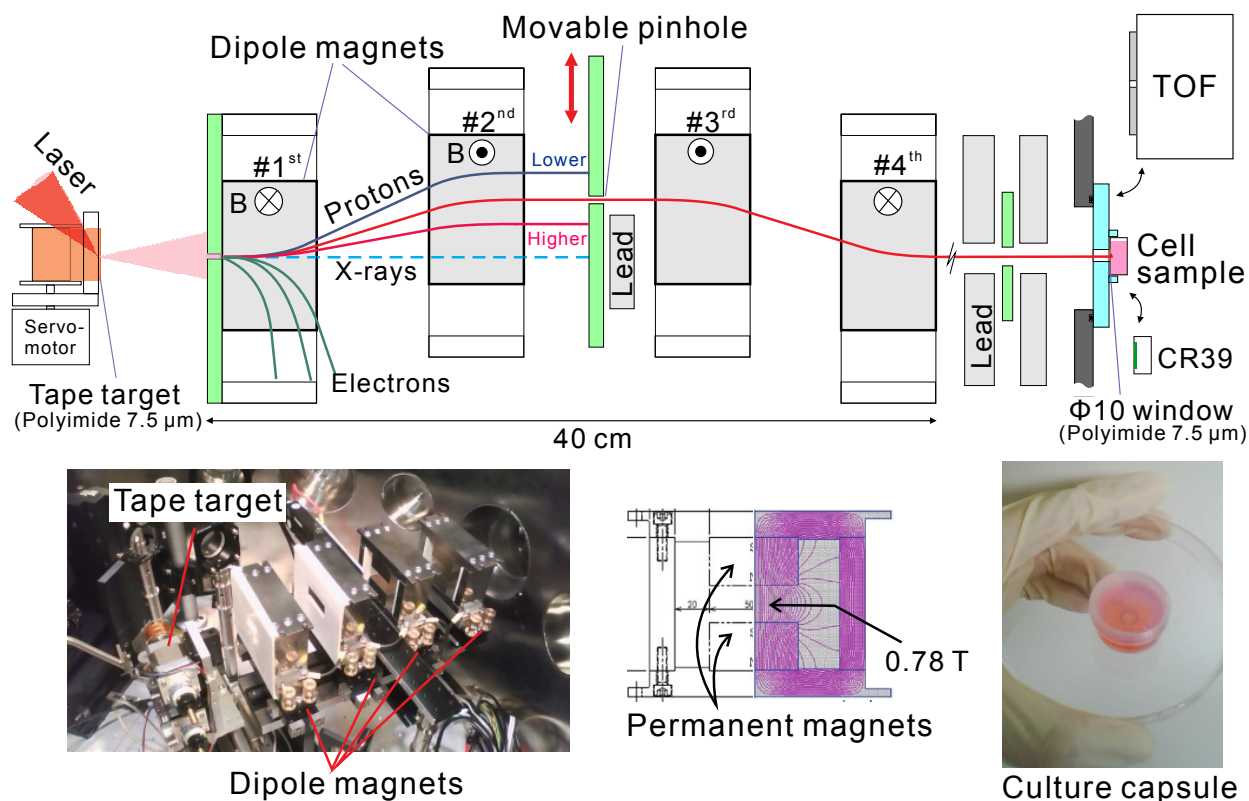 Movable pinhole
Dipole magnets
TOF
Laser
#1st
#2nd
#3rd
#4th
B
B
Protons
Lower
Higher
X-rays
Lead
Electrons
Servo-
motor
Tape target
(Polyimide 7.5 µm)
40 cm
Lead
Cell
sample
CR39
Φ10 window
(Polyimide 7.5 µm)
Tape target
Dipole magnets
20
50
0.78 T
Permanent magnets
Culture capsule